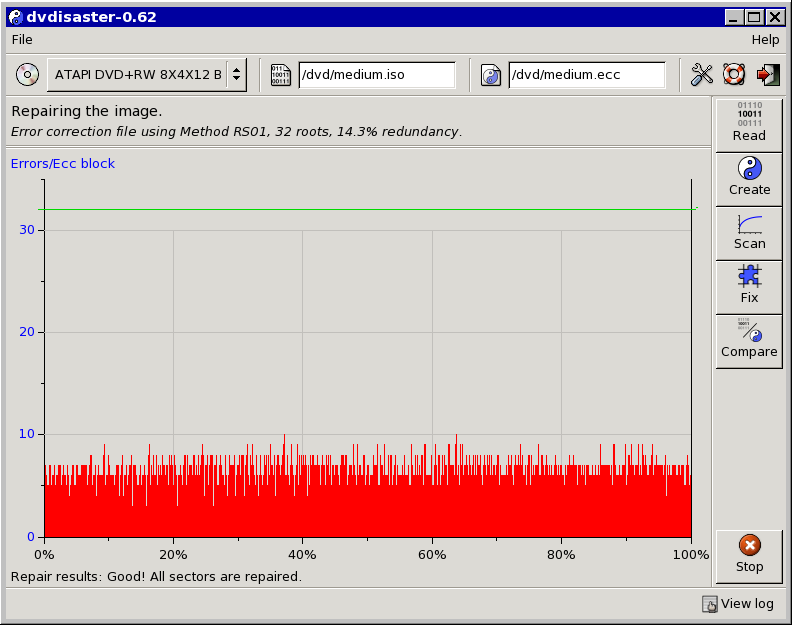 dvdisaster-0.62
File Help
ATAPI DVD+RW 8X4X12 B /dvd/medium.iso /dvd/medium.ecc
Repairing the image.
Error correction file using Method RS01, 32 roots, 14.3% redundancy.
Errors/Ecc block
30
20
10
0
0% 20% 40% 60% 80% 100%
Repair results: Good! All sectors are repaired.
01110
10011
00111
Read
Create
Scan
Fix
Compare
Stop
View log